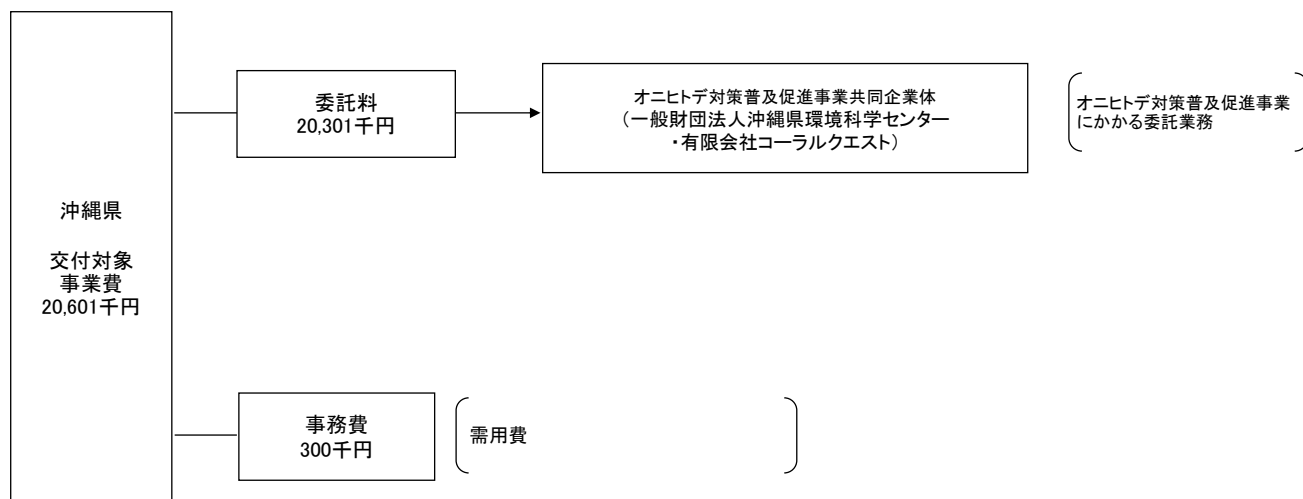 沖縄県
交付対象
事業費
20,601千円
委託料
20,301千円
オニヒトデ対策普及促進事業共同企業体
（一般財団法人沖縄県環境科学センター
・有限会社コーラルクエスト）
オニヒトデ対策普及促進事業
にかかる委託業務
事務費
300千円
需用費